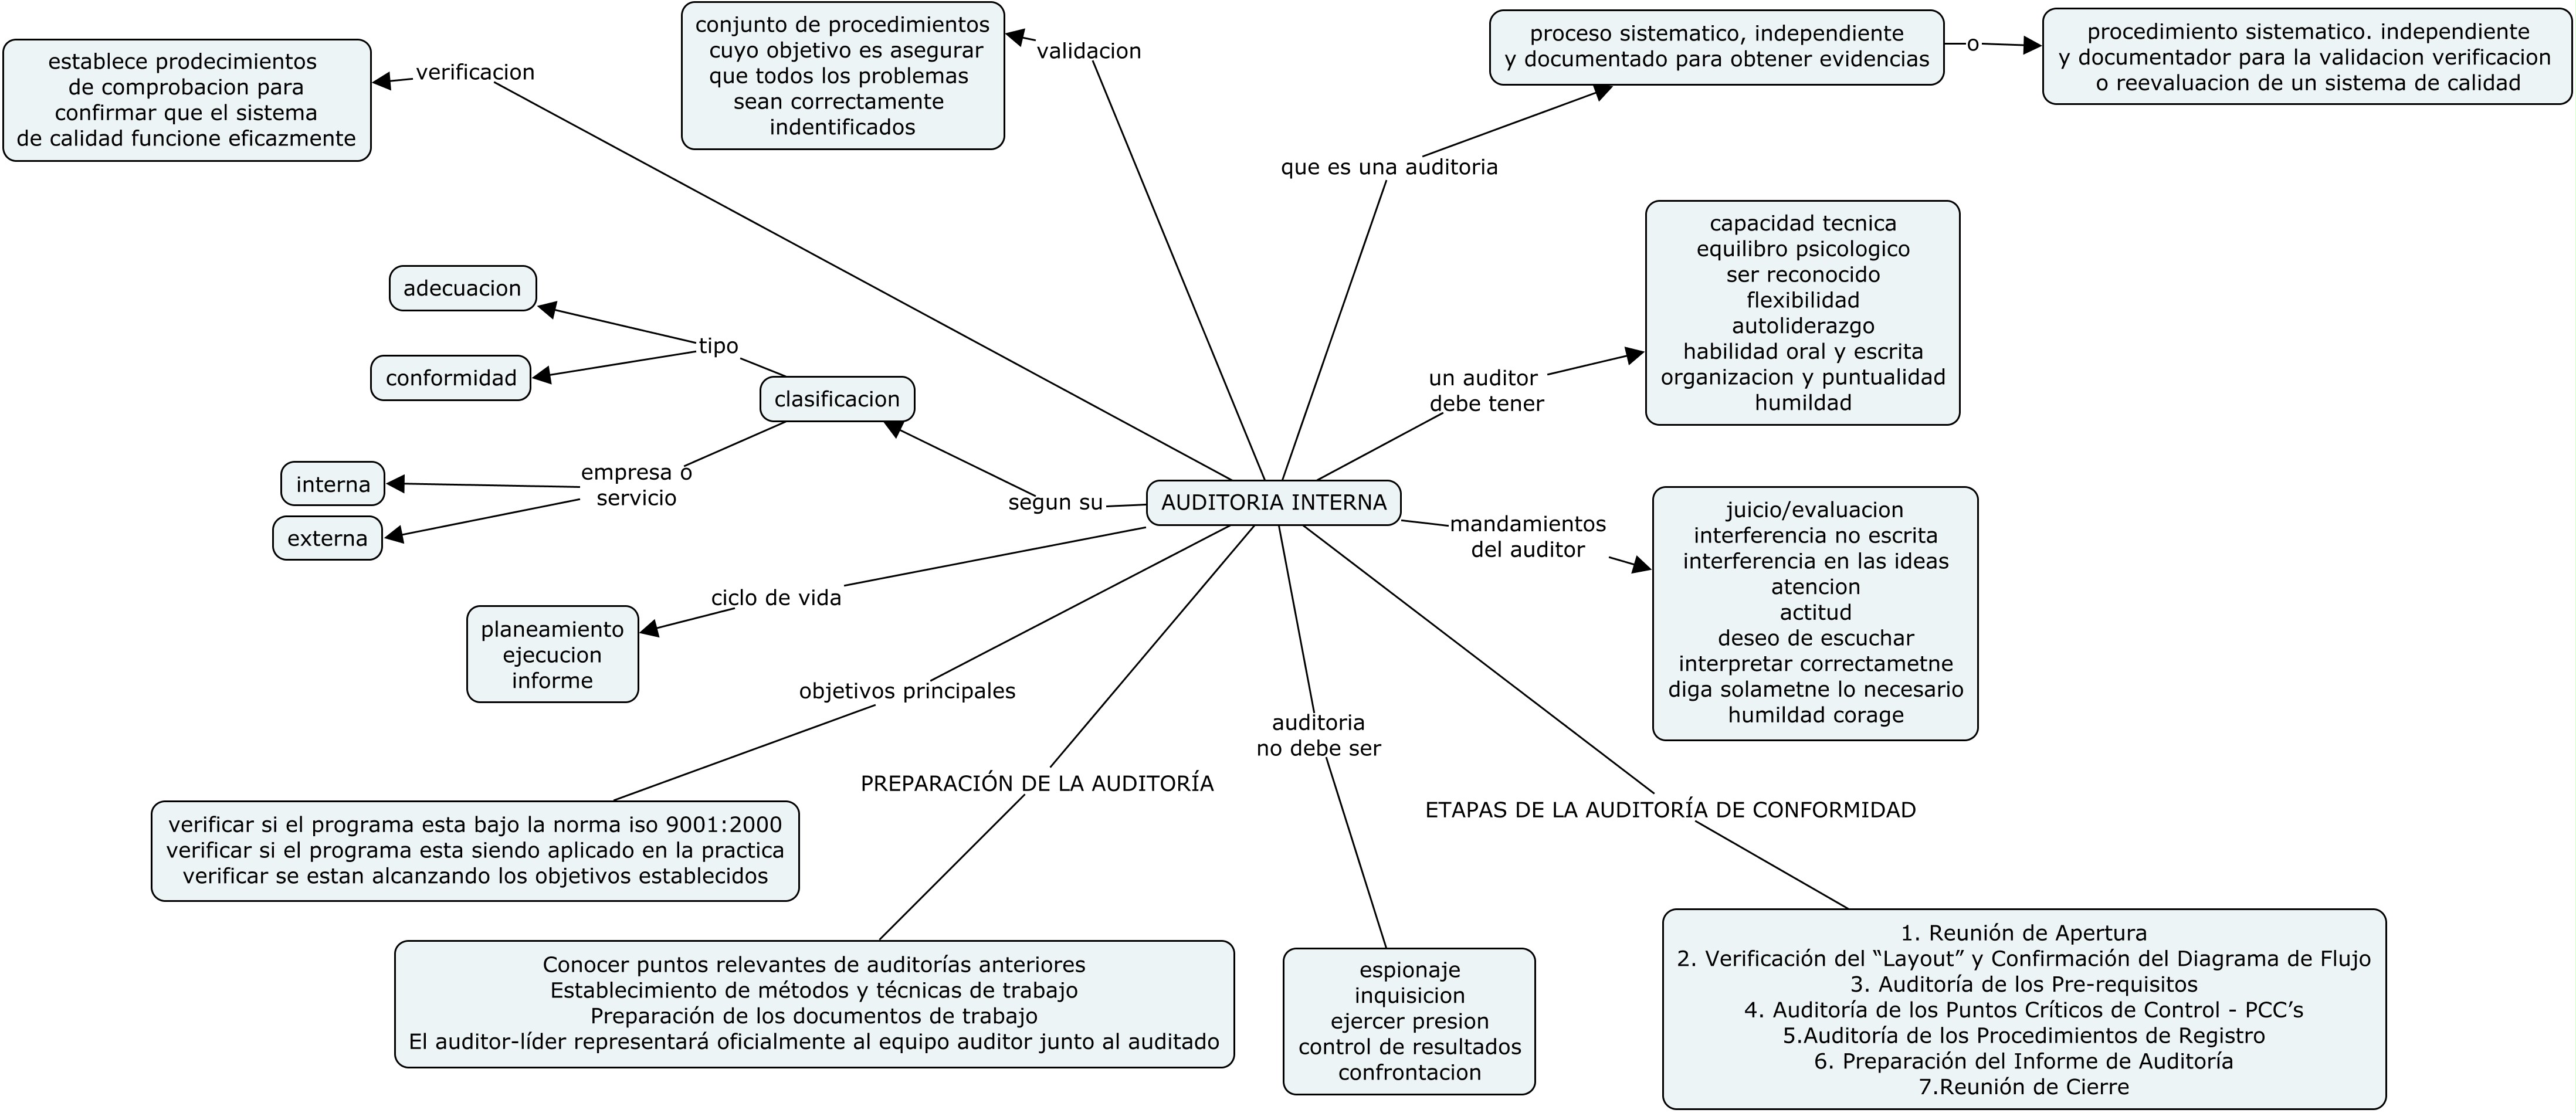 establece prodecimientos
de comprobacion para
confirmar que el sistema
de calidad funcione eficazmente
verificacion
conjunto de procedimientos
cuyo objetivo es asegurar
que todos los problemas
sean correctamente
indentificados
validacion
proceso sistematico, independiente
y documentado para obtener evidencias
o
procedimiento sistematico. independiente
y documentador para la validacion verificacion
o reevaluacion de un sistema de calidad
que es una auditoria
capacidad tecnica
equilibro psicologico
ser reconocido
flexibilidad
autoliderazgo
habilidad oral y escrita
organizacion y puntualidad
humildad
un auditor
debe tener
adecuacion
tipo
conformidad
clasificacion
interna
empresa o
servicio
externa
segun su
AUDITORIA INTERNA
mandamientos
del auditor
juicio/evaluacion
interferencia no escrita
interferencia en las ideas
atencion
actitud
deseo de escuchar
interpretar correctametne
diga solametne lo necesario
humildad corage
ciclo de vida
planeamiento
ejecucion
informe
objetivos principales
auditoria
no debe ser
PREPARACIÓN DE LA AUDITORÍA
ETAPAS DE LA AUDITORÍA DE CONFORMIDAD
verificar si el programa esta bajo la norma iso 9001:2000
verificar si el programa esta siendo aplicado en la practica
verificar se estan alcanzando los objetivos establecidos
Conocer puntos relevantes de auditorías anteriores
Establecimiento de métodos y técnicas de trabajo
Preparación de los documentos de trabajo
El auditor-líder representará oficialmente al equipo auditor junto al auditado
espionaje
inquisicion
ejercer presion
control de resultados
confrontacion
1. Reunión de Apertura
2. Verificación del “Layout” y Confirmación del Diagrama de Flujo
3. Auditoría de los Pre-requisitos
4. Auditoría de los Puntos Críticos de Control - PCC’s
5.Auditoría de los Procedimientos de Registro
6. Preparación del Informe de Auditoría
7.Reunión de Cierre